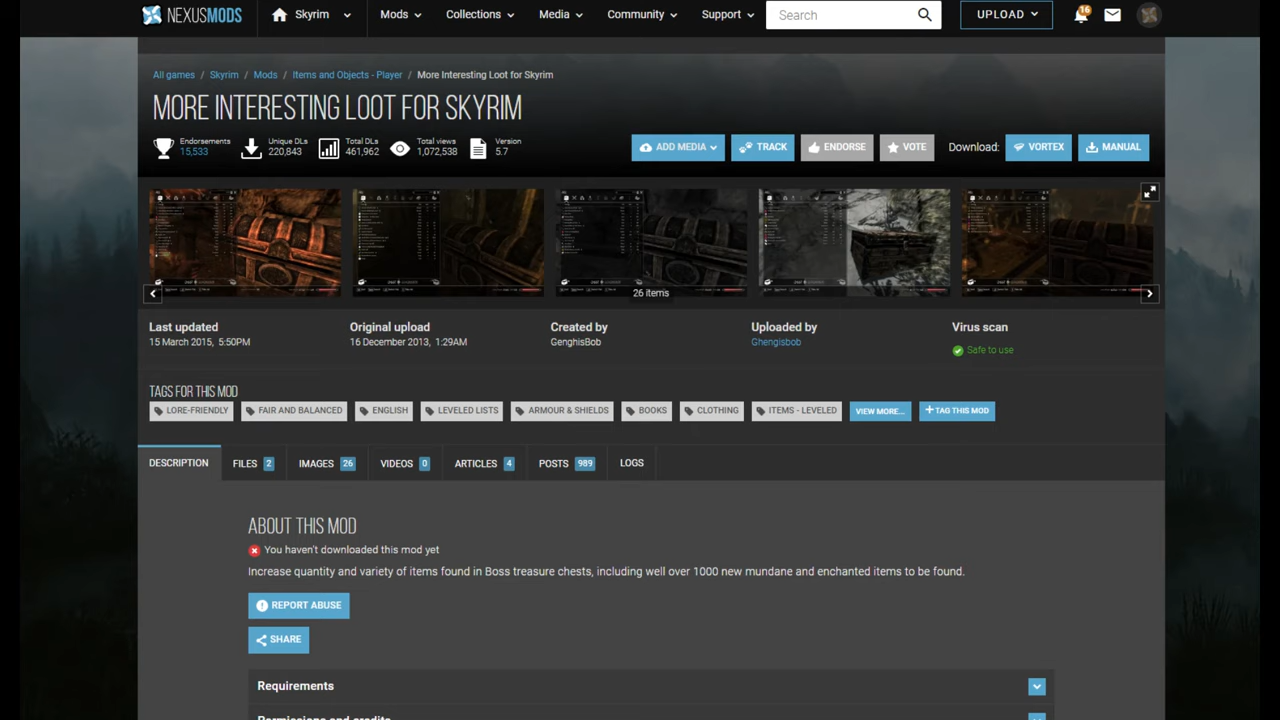 NEXUSMODS
Skyrim
Mods
Collections
Media
Community
Support
Search
UPLOAD
16
All games / Skyrim / Mods / Items and Objects - Player / More Interesting Loot for Skyrim
MORE INTERESTING LOOT FOR SKYRIM
Endorsements
15,533
Unique DLs
220,843
Total DLs
461,962
Total views
1,072,538
Version
5.7
ADD MEDIA
TRACK
ENDORSE
VOTE
Download:
VORTEX
MANUAL
26 items
Last updated
15 March 2015, 5:50PM
Original upload
16 December 2013, 1:29AM
Created by
GenghisBob
Uploaded by
Ghengisbob
Virus scan
Safe to use
TAGS FOR THIS MOD
LORE-FRIENDLY
FAIR AND BALANCED
ENGLISH
LEVELED LISTS
ARMOUR & SHIELDS
BOOKS
CLOTHING
ITEMS - LEVELED
VIEW MORE...
+ TAG THIS MOD
DESCRIPTION
FILES 2
IMAGES 26
VIDEOS 0
ARTICLES 4
POSTS 989
LOGS
ABOUT THIS MOD
You haven't downloaded this mod yet
Increase quantity and variety of items found in Boss treasure chests, including well over 1000 new mundane and enchanted items to be found.
REPORT ABUSE
SHARE
Requirements
Permissions and credits